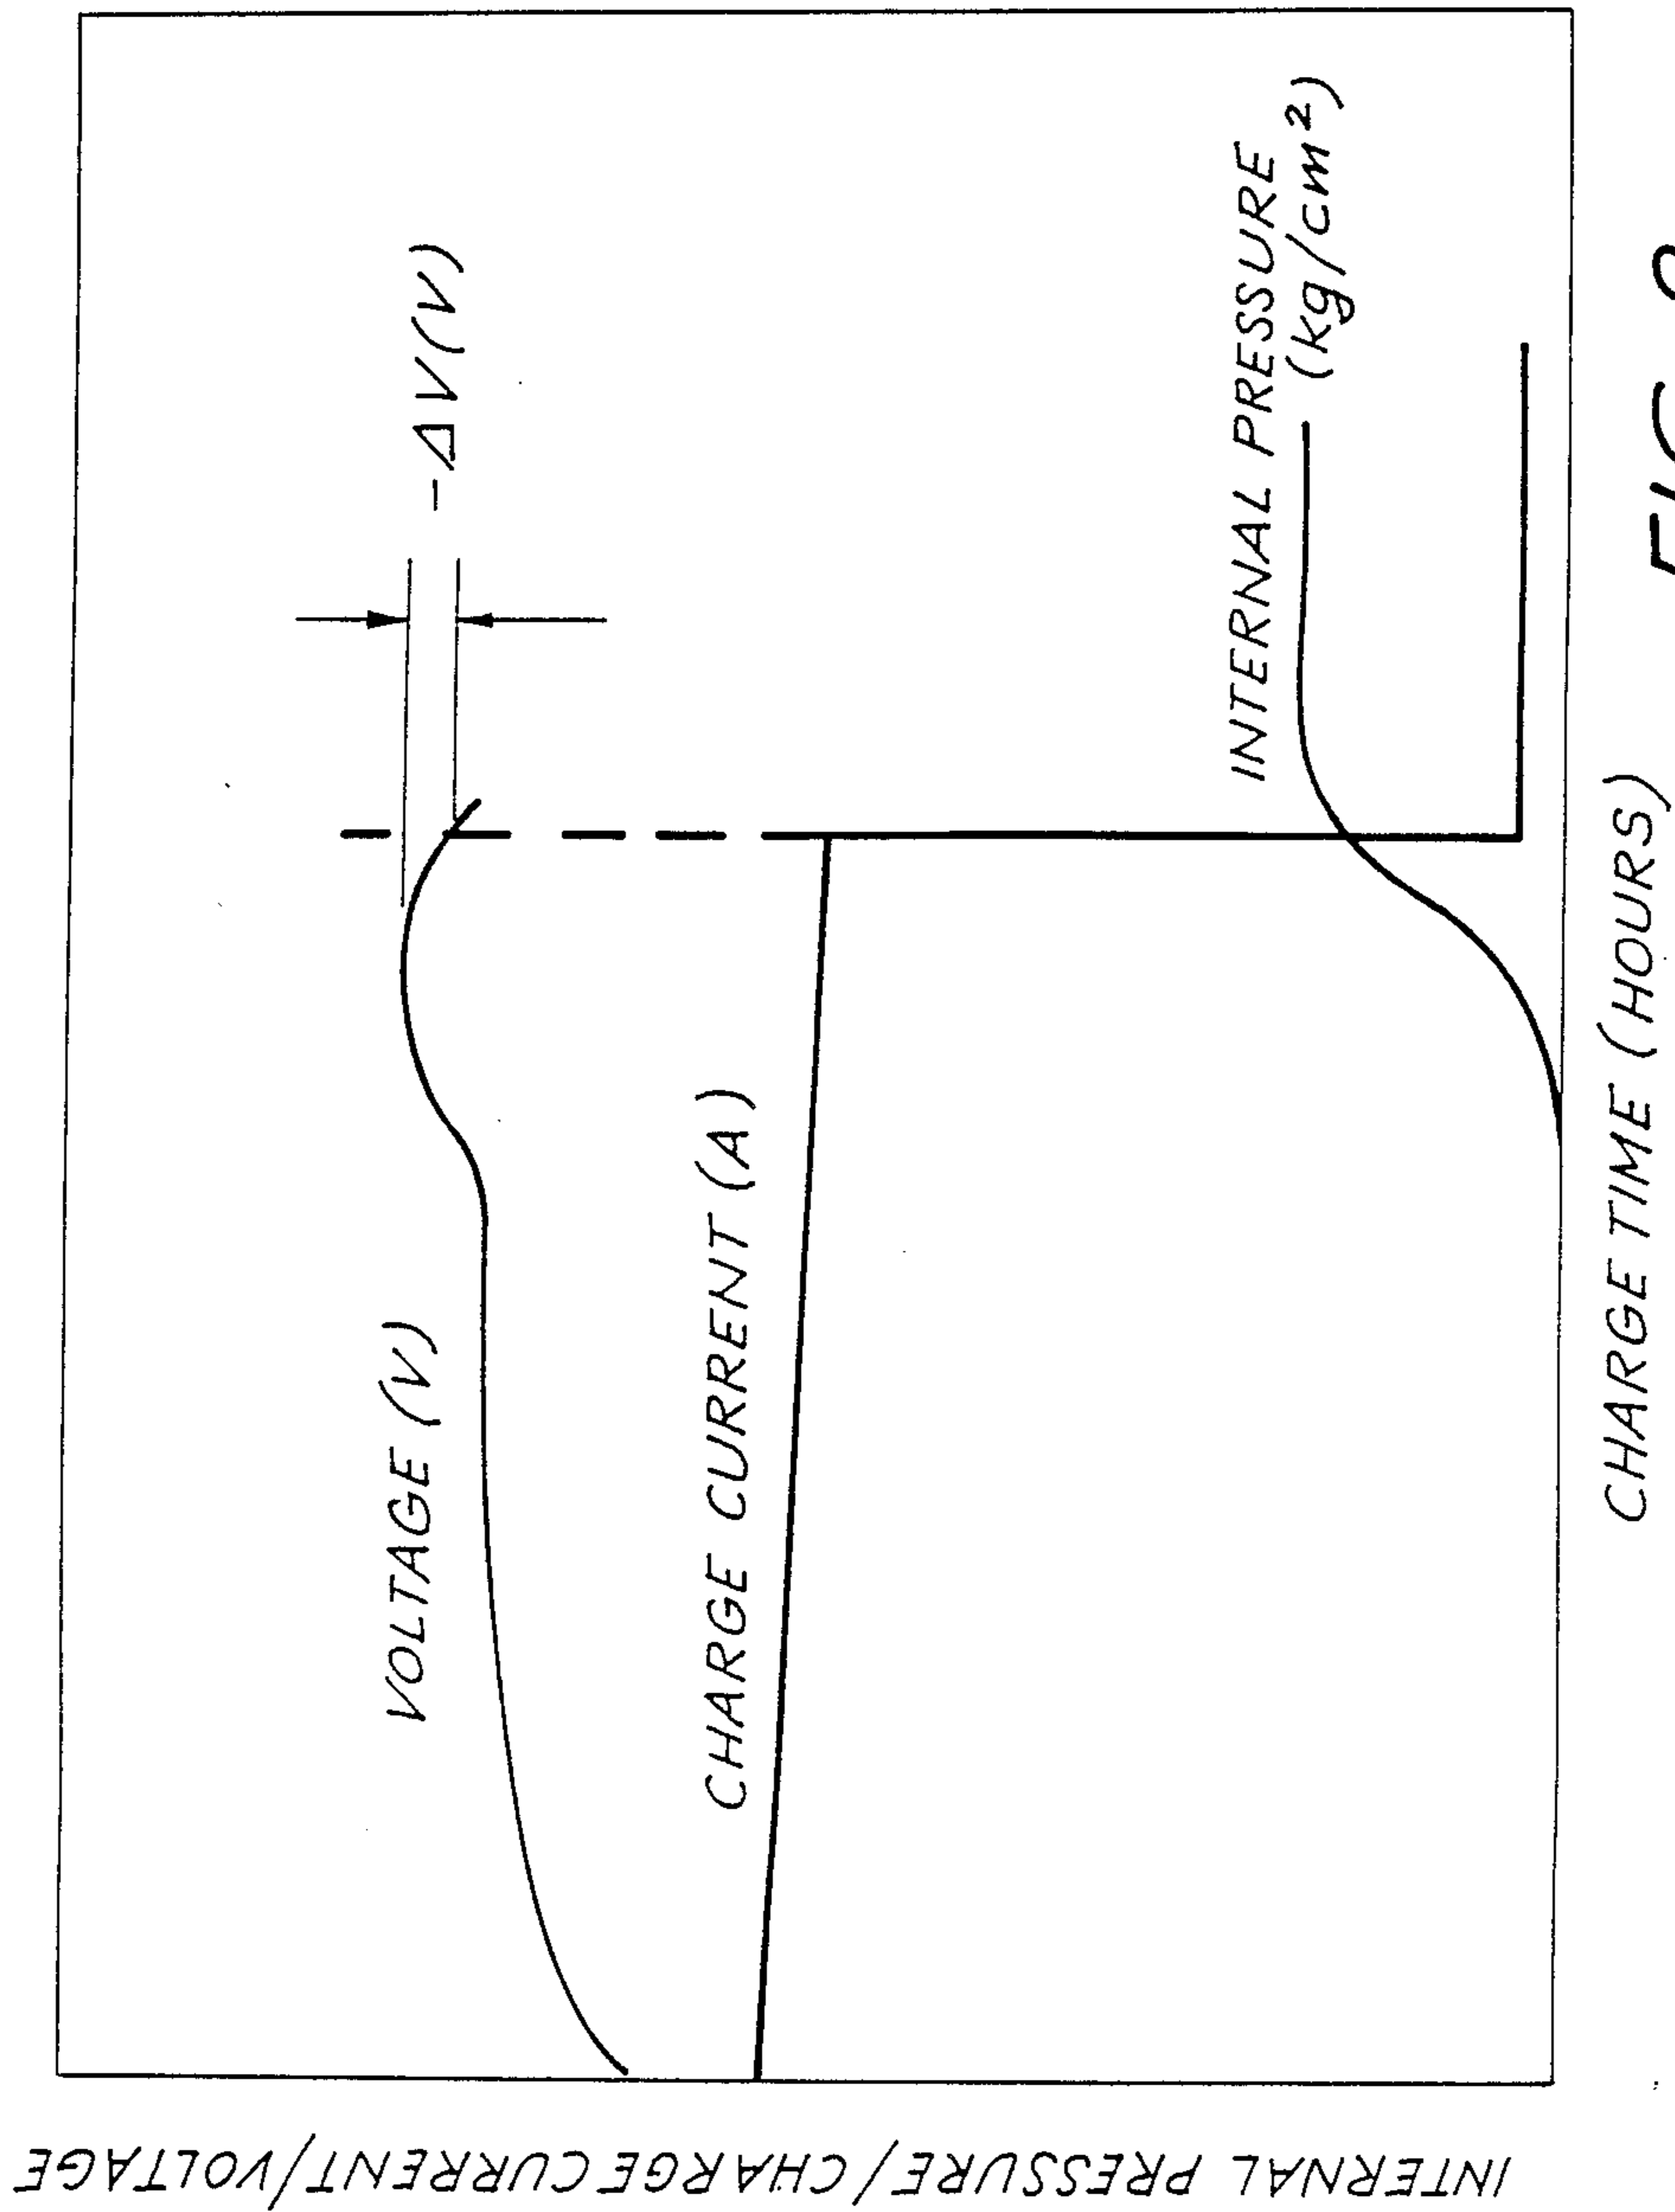 -ΔV(V)
VOLTAGE (V)
CHARGE CURRENT (A)
INTERNAL PRESSURE
(kg/cm²)
INTERNAL PRESSURE/CHARGE CURRENT/VOLTAGE
CHARGE TIME (HOURS)